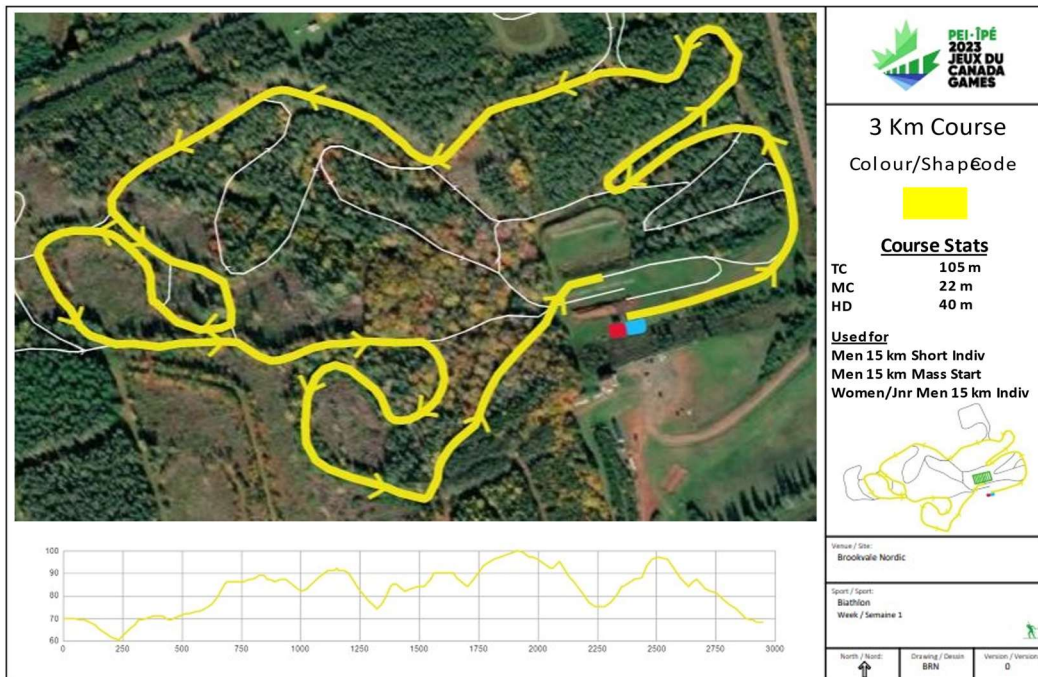 PEI-ÎPÉ
2023
JEUX DU
CANADA
GAMES
3 Km Course
Colour/Shape Code
Course Stats
TC 105 m
MC 22 m
HD 40 m
Used for
Men 15 km Short Indiv
Men 15 km Mass Start
Women/Jnr Men 15 km Indiv
Venue / Site:
Brookvale Nordic
Sport / Sport:
Biathlon
Week / Semaine 1
North / Nord:
Drawing / Dessin
BRN
Version / Version
0
100
90
80
70
60
0 250 500 750 1000 1250 1500 1750 2000 2250 2500 2750 3000